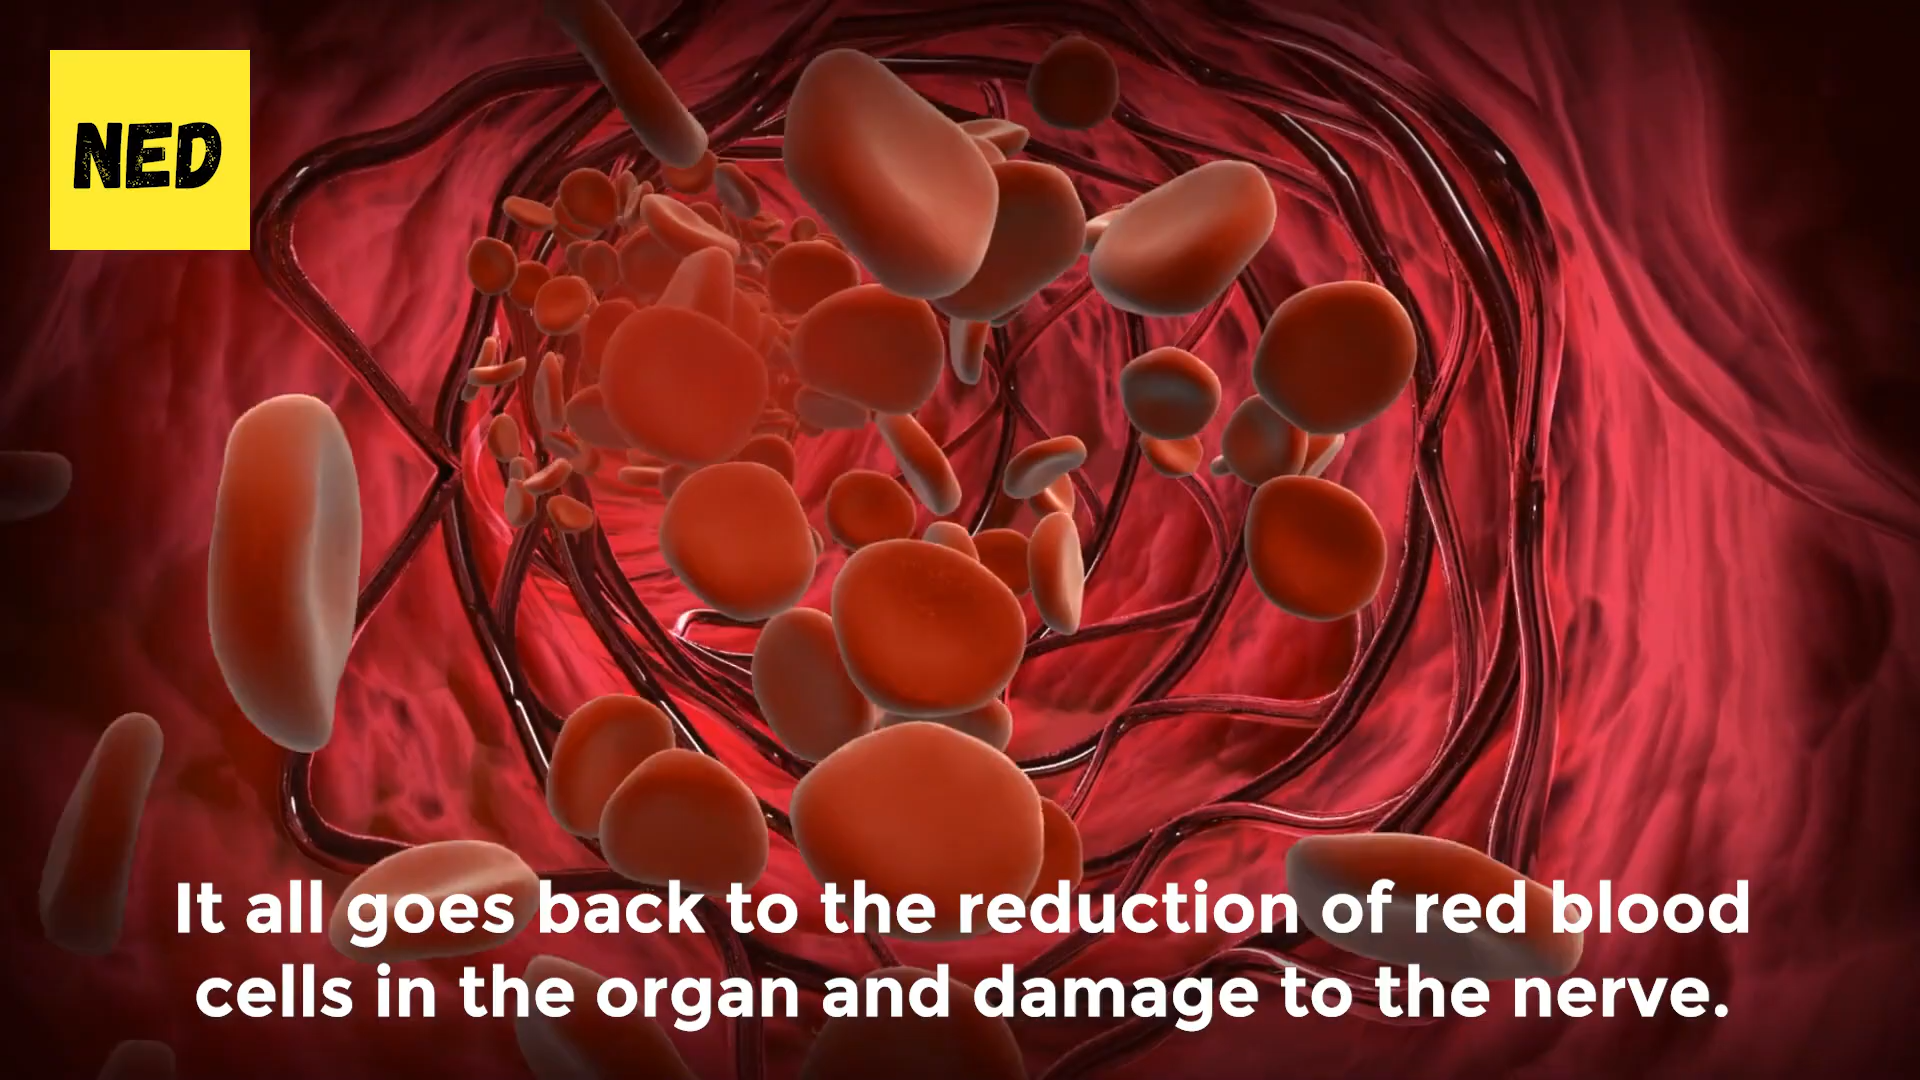 NED
It all goes back to the reduction of red blood
cells in the organ and damage to the nerve.